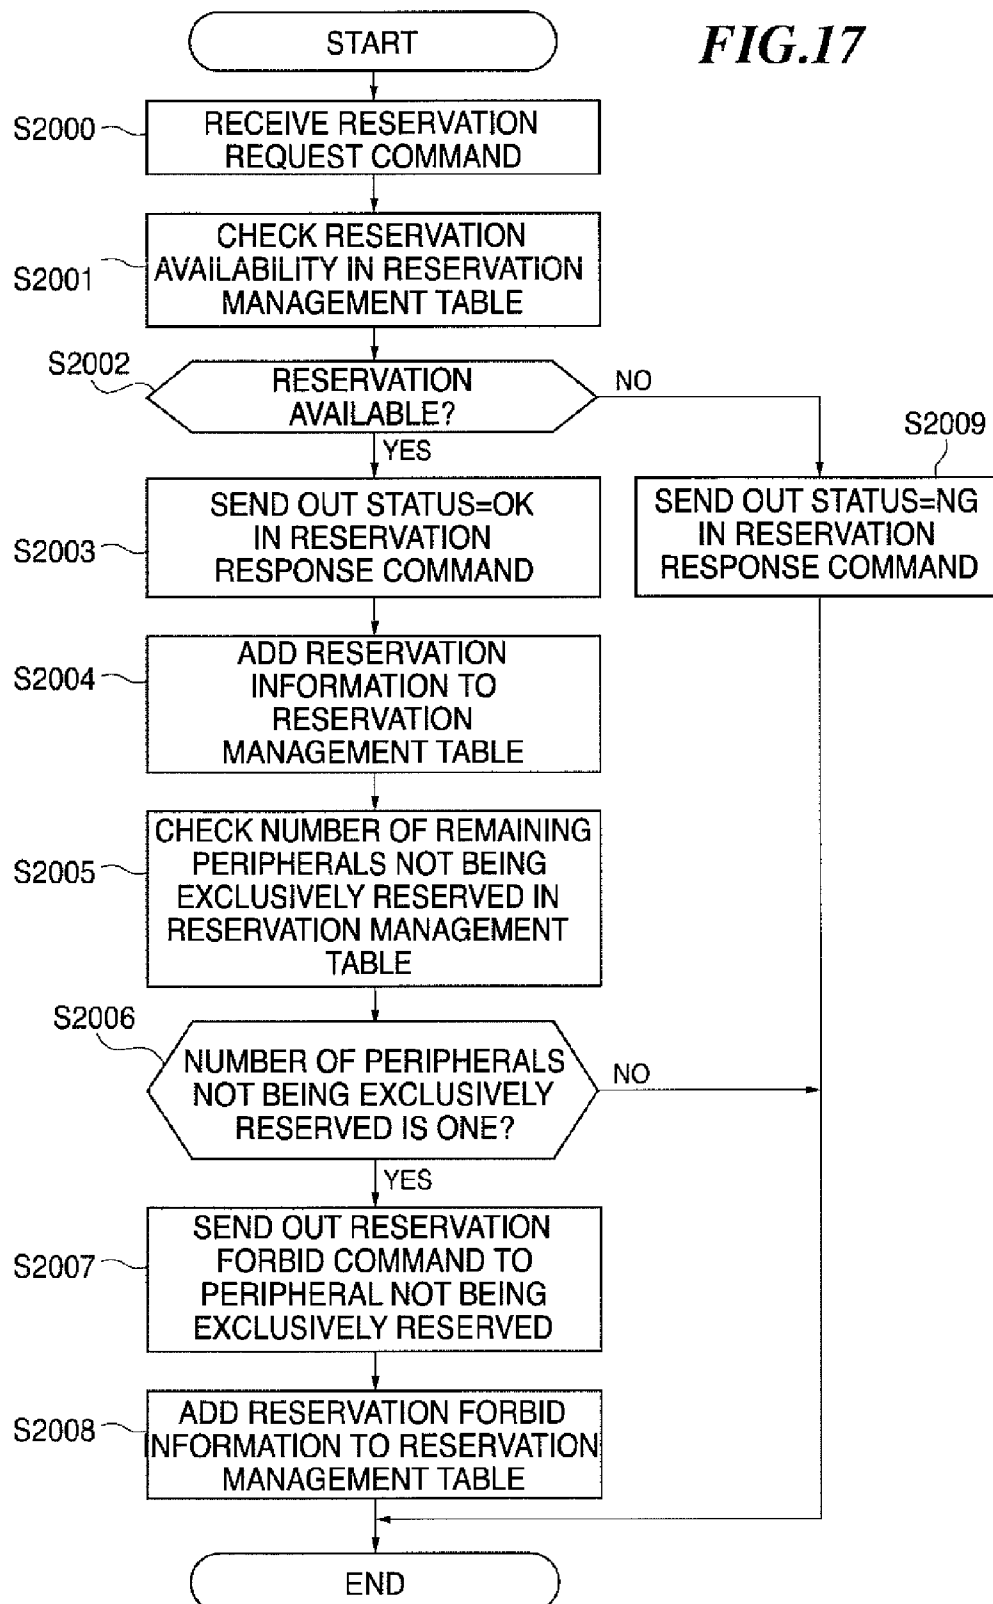 FIG.17
START
S2000
RECEIVE RESERVATION
REQUEST COMMAND
S2001
CHECK RESERVATION
AVAILABILITY IN RESERVATION
MANAGEMENT TABLE
S2002
RESERVATION
AVAILABLE?
NO
YES
S2009
SEND OUT STATUS=NG
IN RESERVATION
RESPONSE COMMAND
S2003
SEND OUT STATUS=OK
IN RESERVATION
RESPONSE COMMAND
S2004
ADD RESERVATION
INFORMATION TO
RESERVATION
MANAGEMENT TABLE
S2005
CHECK NUMBER OF REMAINING
PERIPHERALS NOT BEING
EXCLUSIVELY RESERVED IN
RESERVATION MANAGEMENT
TABLE
S2006
NUMBER OF PERIPHERALS
NOT BEING EXCLUSIVELY
RESERVED IS ONE?
NO
YES
S2007
SEND OUT RESERVATION
FORBID COMMAND TO
PERIPHERAL NOT BEING
EXCLUSIVELY RESERVED
S2008
ADD RESERVATION FORBID
INFORMATION TO RESERVATION
MANAGEMENT TABLE
END